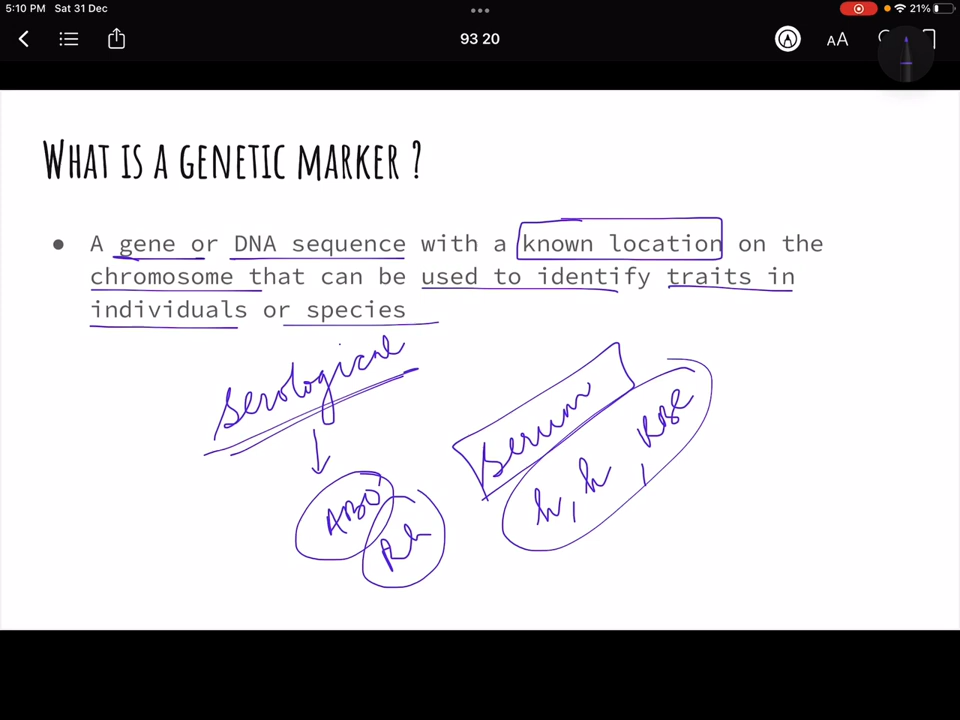 5:10 PM Sat 31 Dec
21%
93 20
AA
WHAT IS A GENETIC MARKER ?
A gene or DNA sequence with a known location on the
chromosome that can be used to identify traits in
individuals or species
Serological
Serum
ABO
Rh
h, h, RBC